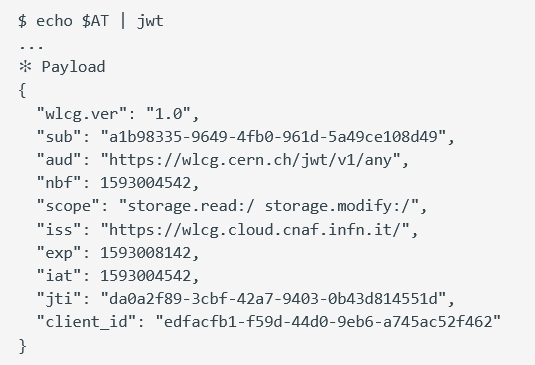 $ echo $AT | jwt
...
✻ Payload
{
  "wlcg.ver": "1.0",
  "sub": "a1b98335-9649-4fb0-961d-5a49ce108d49",
  "aud": "https://wlcg.cern.ch/jwt/v1/any",
  "nbf": 1593004542,
  "scope": "storage.read:/ storage.modify:/",
  "iss": "https://wlcg.cloud.cnaf.infn.it/",
  "exp": 1593008142,
  "iat": 1593004542,
  "jti": "da0a2f89-3cbf-42a7-9403-0b43d814551d",
  "client_id": "edfacfb1-f59d-44d0-9eb6-a745ac52f462"
}